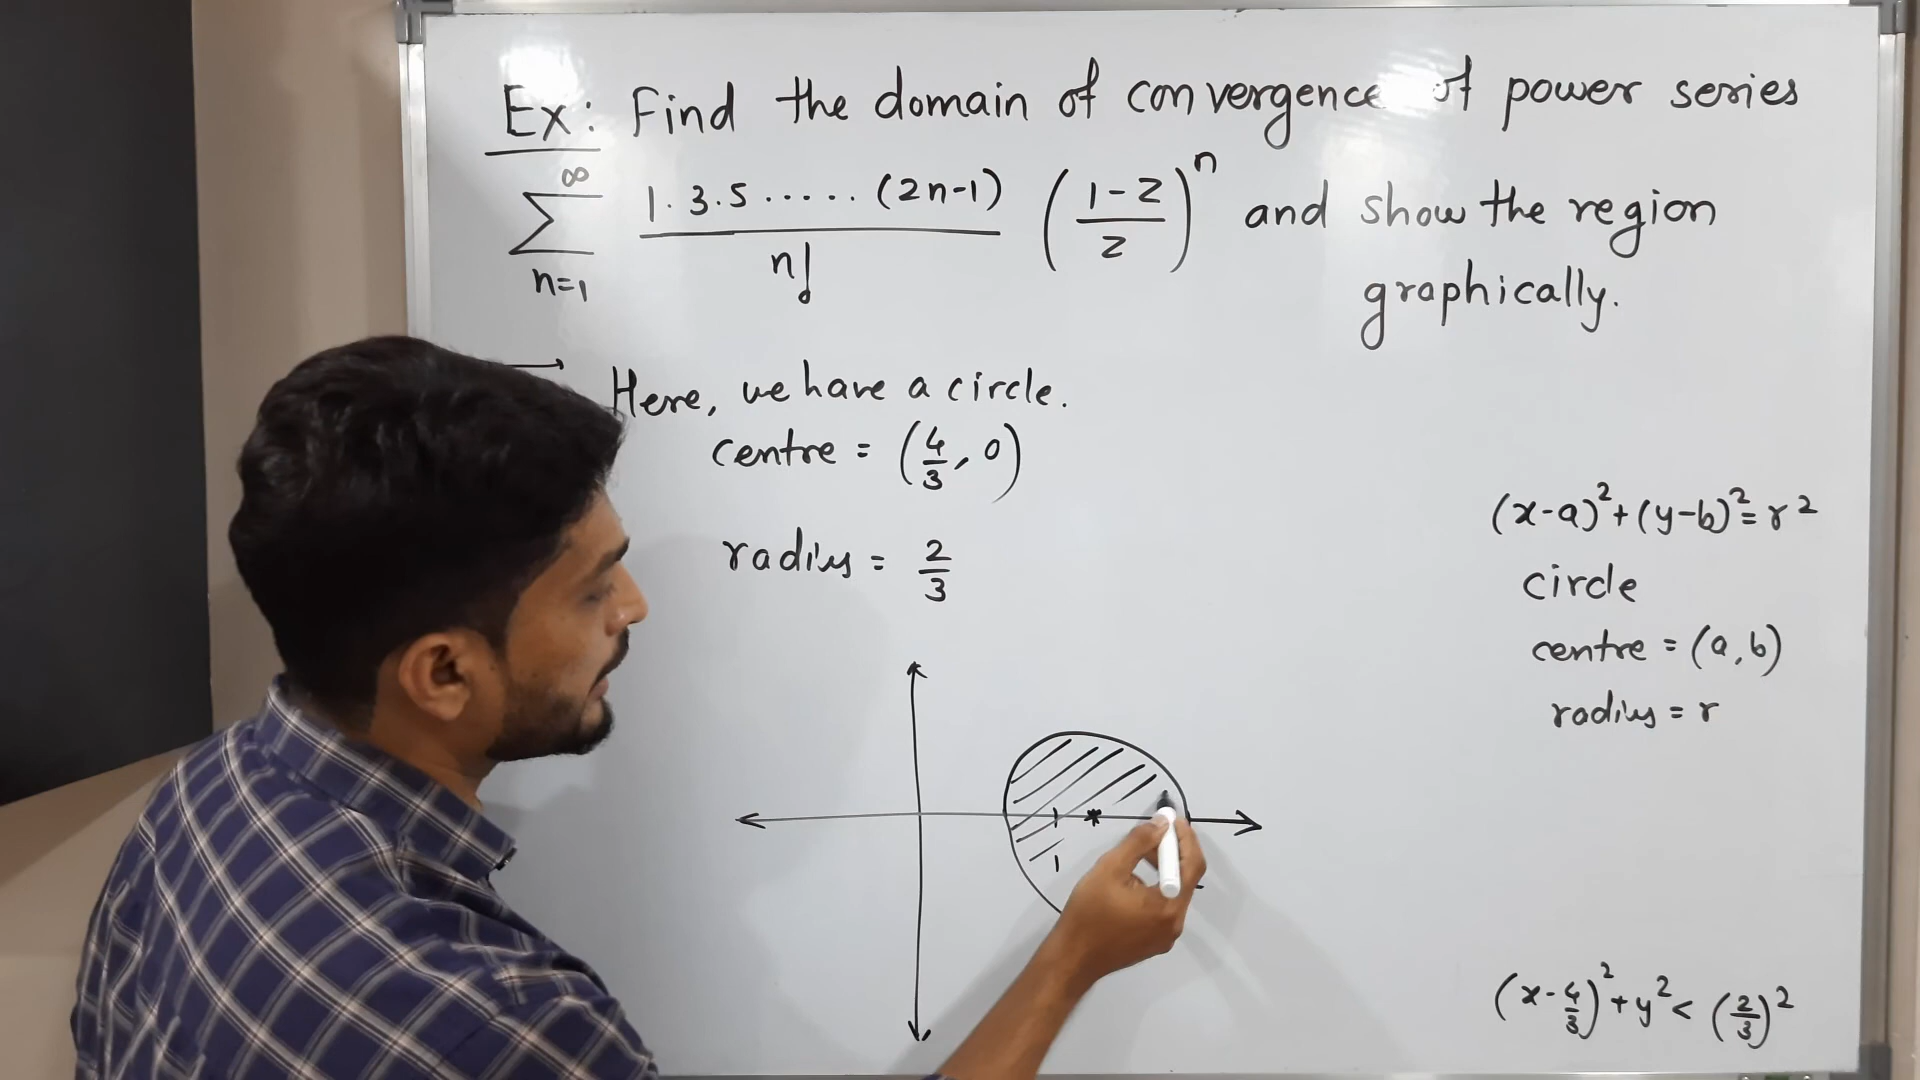 Ex: Find the domain of convergence of power series
∞
∑ 1.3.5.....(2n-1) / n! ((1-z)/z)^n and show the region
n=1
graphically.
→ Here, we have a circle.
centre = (4/3, 0)
radius = 2/3
(x-a)²+(y-b)²=r²
circle
centre = (a,b)
radius = r
1
(x-4/3)²+y²<(2/3)²